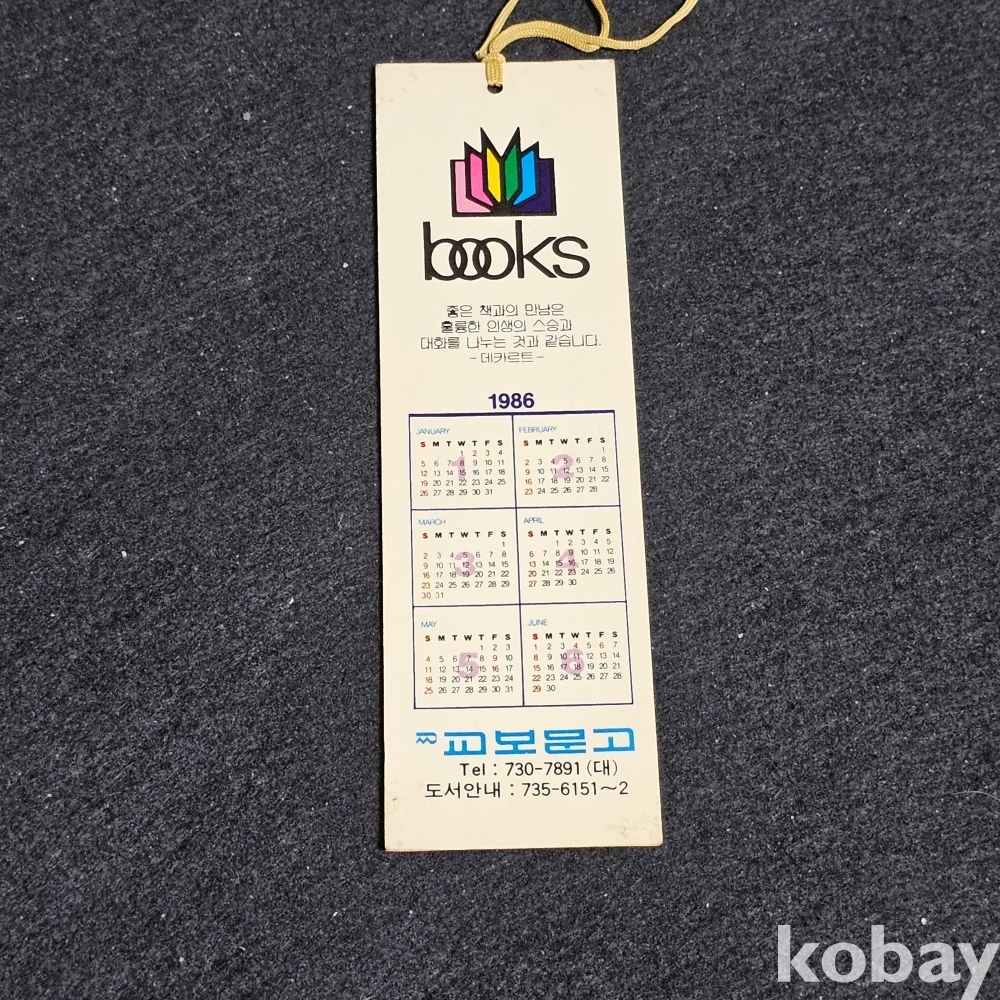 books
좋은 책과의 만남은
훌륭한 인생의 스승과
대화를 나누는 것과 같습니다.
-데카르트-
1986
JANUARY
S M T W T F S
1 2 3 4
5 6 7 8 9 10 11
12 13 14 15 16 17 18
19 20 21 22 23 24 25
26 27 28 29 30 31
1
FEBRUARY
S M T W T F S
1
2 3 4 5 6 7 8
9 10 11 12 13 14 15
16 17 18 19 20 21 22
23 24 25 26 27 28
2
MARCH
S M T W T F S
1
2 3 4 5 6 7 8
9 10 11 12 13 14 15
16 17 18 19 20 21 22
23 24 25 26 27 28 29
30 31
3
APRIL
S M T W T F S
1 2 3 4 5
6 7 8 9 10 11 12
13 14 15 16 17 18 19
20 21 22 23 24 25 26
27 28 29 30
4
MAY
S M T W T F S
1 2 3
4 5 6 7 8 9 10
11 12 13 14 15 16 17
18 19 20 21 22 23 24
25 26 27 28 29 30 31
5
JUNE
S M T W T F S
1 2 3 4 5 6 7
8 9 10 11 12 13 14
15 16 17 18 19 20 21
22 23 24 25 26 27 28
29 30
6
교보문고
Tel : 730-7891 (대)
도서안내 : 735-6151~2
kobay